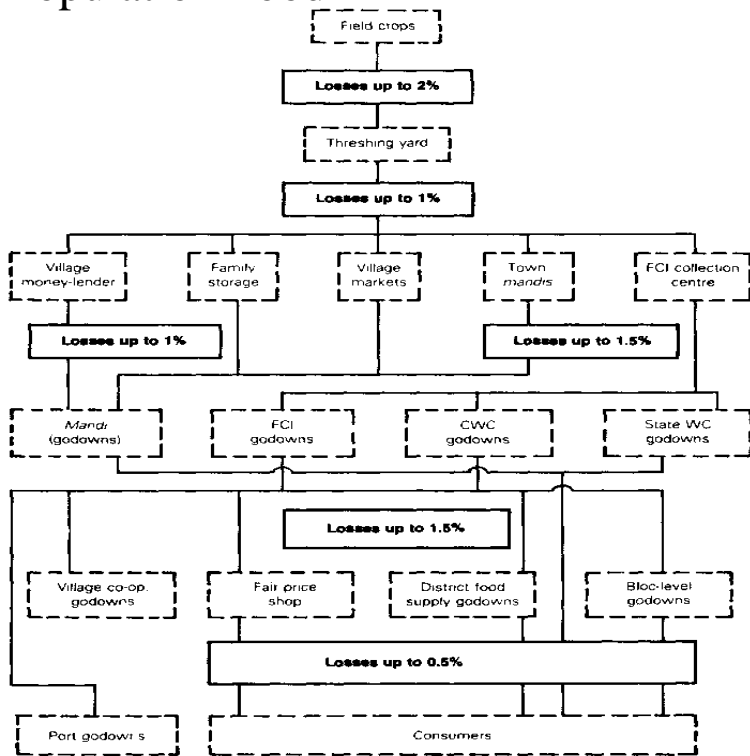 Field crops
Losses up to 2%
Threshing yard
Losses up to 1%
Village
money-lender
Family
storage
Village
markets
Town
mandis
FCI collection
centre
Losses up to 1%
Losses up to 1.5%
Mandi
(godowns)
FCI
godowns
CWC
godowns
State WC
godowns
Losses up to 1.5%
Village co-op.
godowns
Fair price
shop
District food
supply godowns
Bloc-level
godowns
Losses up to 0.5%
Port godowns
Consumers